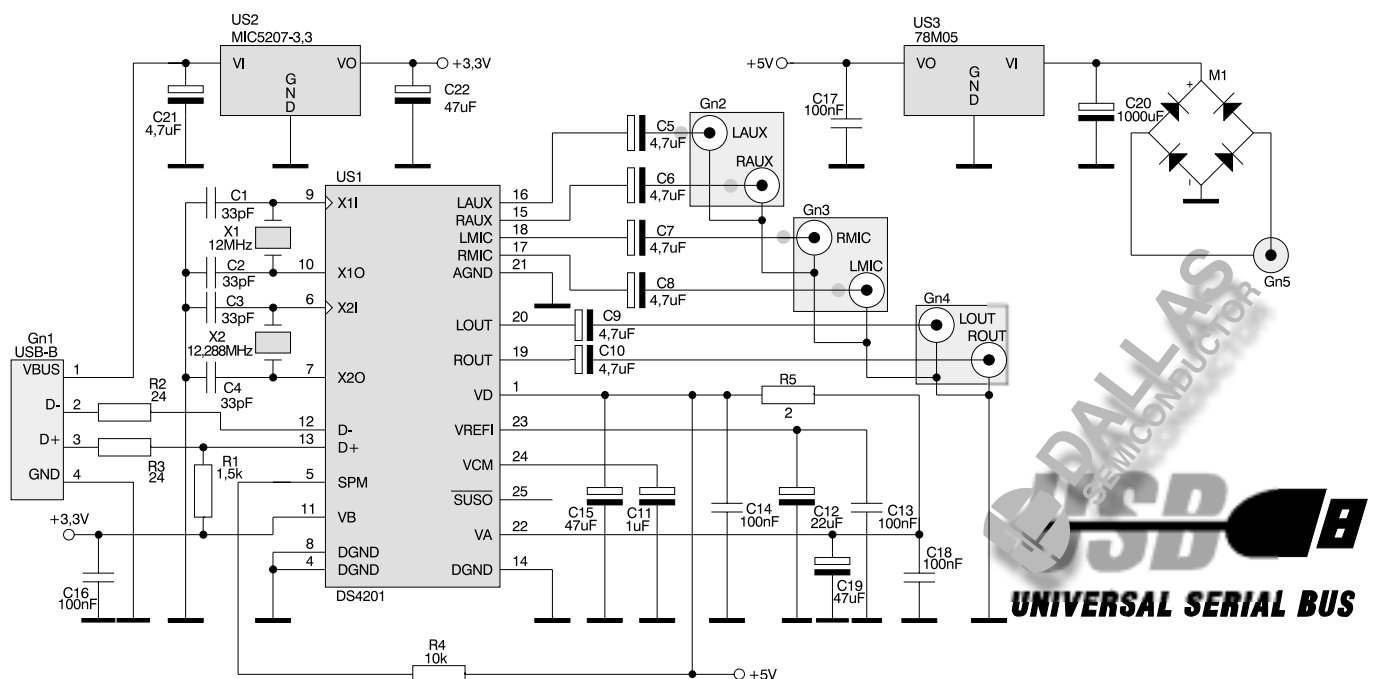 US2
MIC5207-3,3
VI
VO
GND
+3,3V
C21
4,7uF
C22
47uF
US3
78M05
+5V
VO
VI
GND
C17
100nF
C20
1000uF
M1
+
-
Gn5
Gn2
LAUX
RAUX
Gn3
RMIC
LMIC
Gn4
LOUT
ROUT
C5
4,7uF
C6
4,7uF
C7
4,7uF
C8
4,7uF
C9
4,7uF
C10
4,7uF
US1
C1
33pF
X1
12MHz
C2
33pF
C3
33pF
X2
12,288MHz
C4
33pF
9 X1I
10 X1O
6 X2I
7 X2O
12 D-
13 D+
5 SPM
11 VB
8 DGND
4 DGND
LAUX 16
RAUX 15
LMIC 18
RMIC 17
AGND 21
LOUT 20
ROUT 19
VD 1
VREFI 23
VCM 24
SUSO 25
VA 22
DGND 14
DS4201
Gn1
USB-B
VBUS 1
D- 2
D+ 3
GND 4
R2
24
R3
24
R1
1,5k
+3,3V
C16
100nF
R5
2
C15
47uF
C11
1uF
C14
100nF
C12
22uF
C13
100nF
C19
47uF
C18
100nF
R4
10k
+5V
DALLAS
SEMICONDUCTOR
USB
UNIVERSAL SERIAL BUS